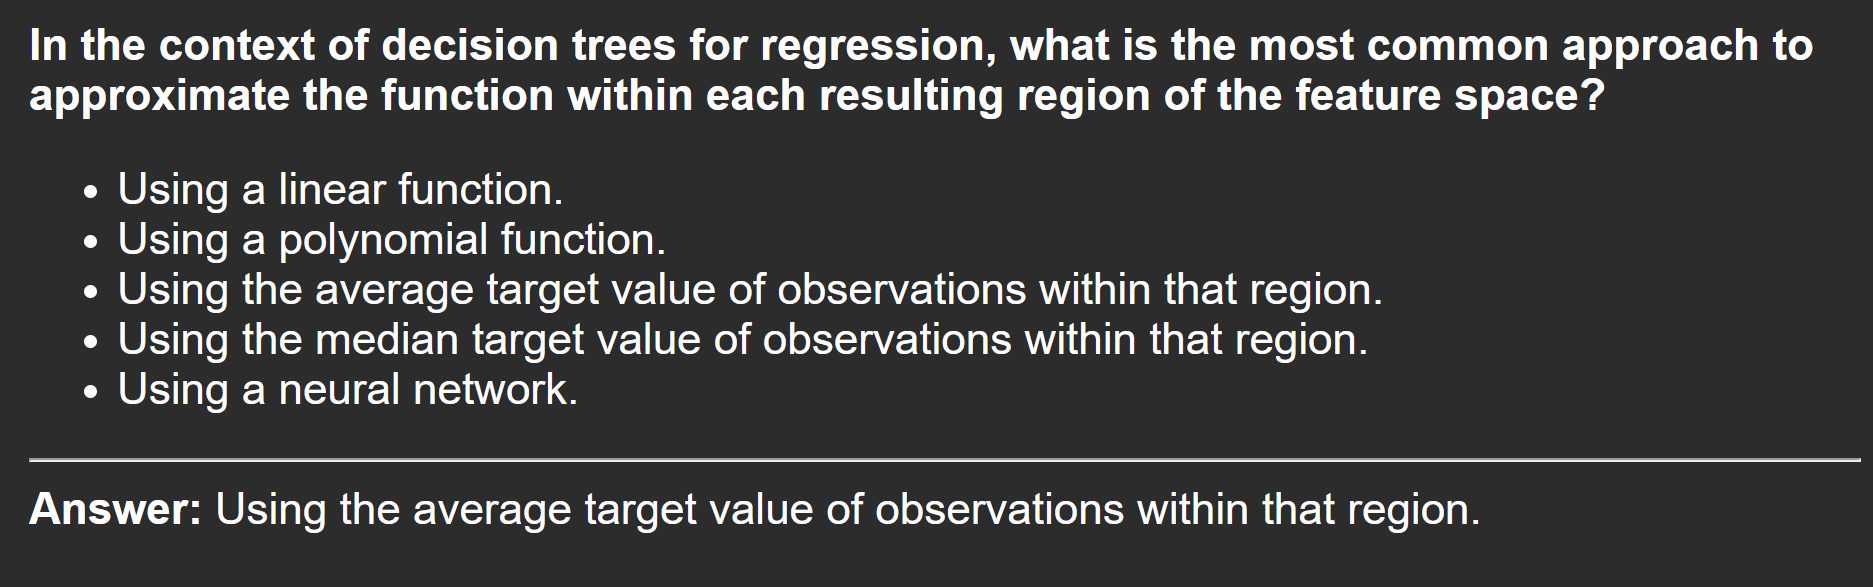 In the context of decision trees for regression, what is the most common approach to
approximate the function within each resulting region of the feature space?
• Using a linear function.
• Using a polynomial function.
• Using the average target value of observations within that region.
• Using the median target value of observations within that region.
• Using a neural network.
Answer: Using the average target value of observations within that region.